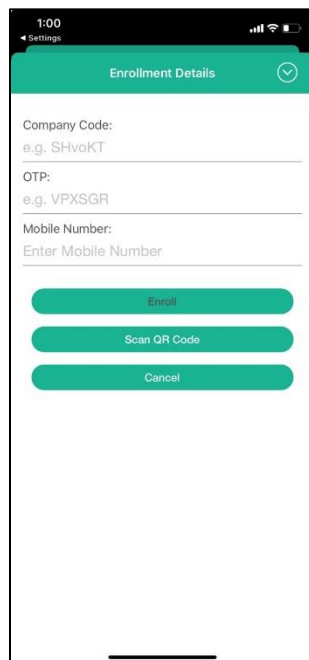 1:00
◀ Settings
Enrollment Details
Company Code:
e.g. SHvoKT
OTP:
e.g. VPXSGR
Mobile Number:
Enter Mobile Number
Enroll
Scan QR Code
Cancel